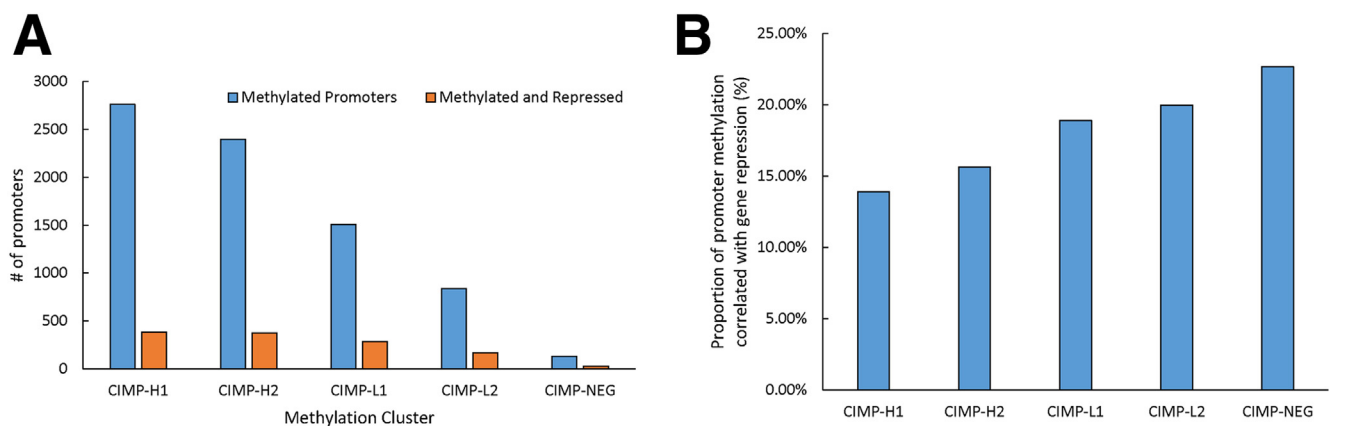 A
3000
2500
2000
1500
1000
500
0
# of promoters
Methylated Promoters
Methylated and Repressed
CIMP-H1
CIMP-H2
CIMP-L1
CIMP-L2
CIMP-NEG
Methylation Cluster
B
25.00%
20.00%
15.00%
10.00%
5.00%
0.00%
Proportion of promoter methylation
correlated with gene repression (%)
CIMP-H1
CIMP-H2
CIMP-L1
CIMP-L2
CIMP-NEG